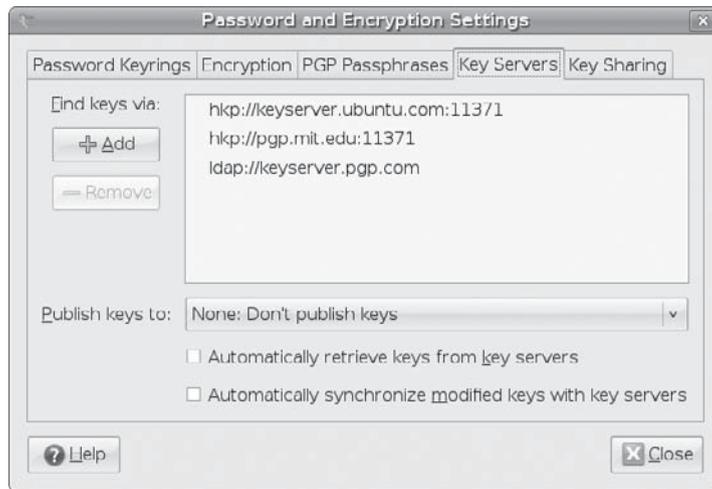 Password and Encryption Settings
Password Keyrings
Encryption
PGP Passphrases
Key Servers
Key Sharing
Find keys via:
Add
Remove
hkp://keyserver.ubuntu.com:11371
hkp://pgp.mit.edu:11371
ldap://keyserver.pgp.com
Publish keys to:
None: Don't publish keys
Automatically retrieve keys from key servers
Automatically synchronize modified keys with key servers
Help
Close